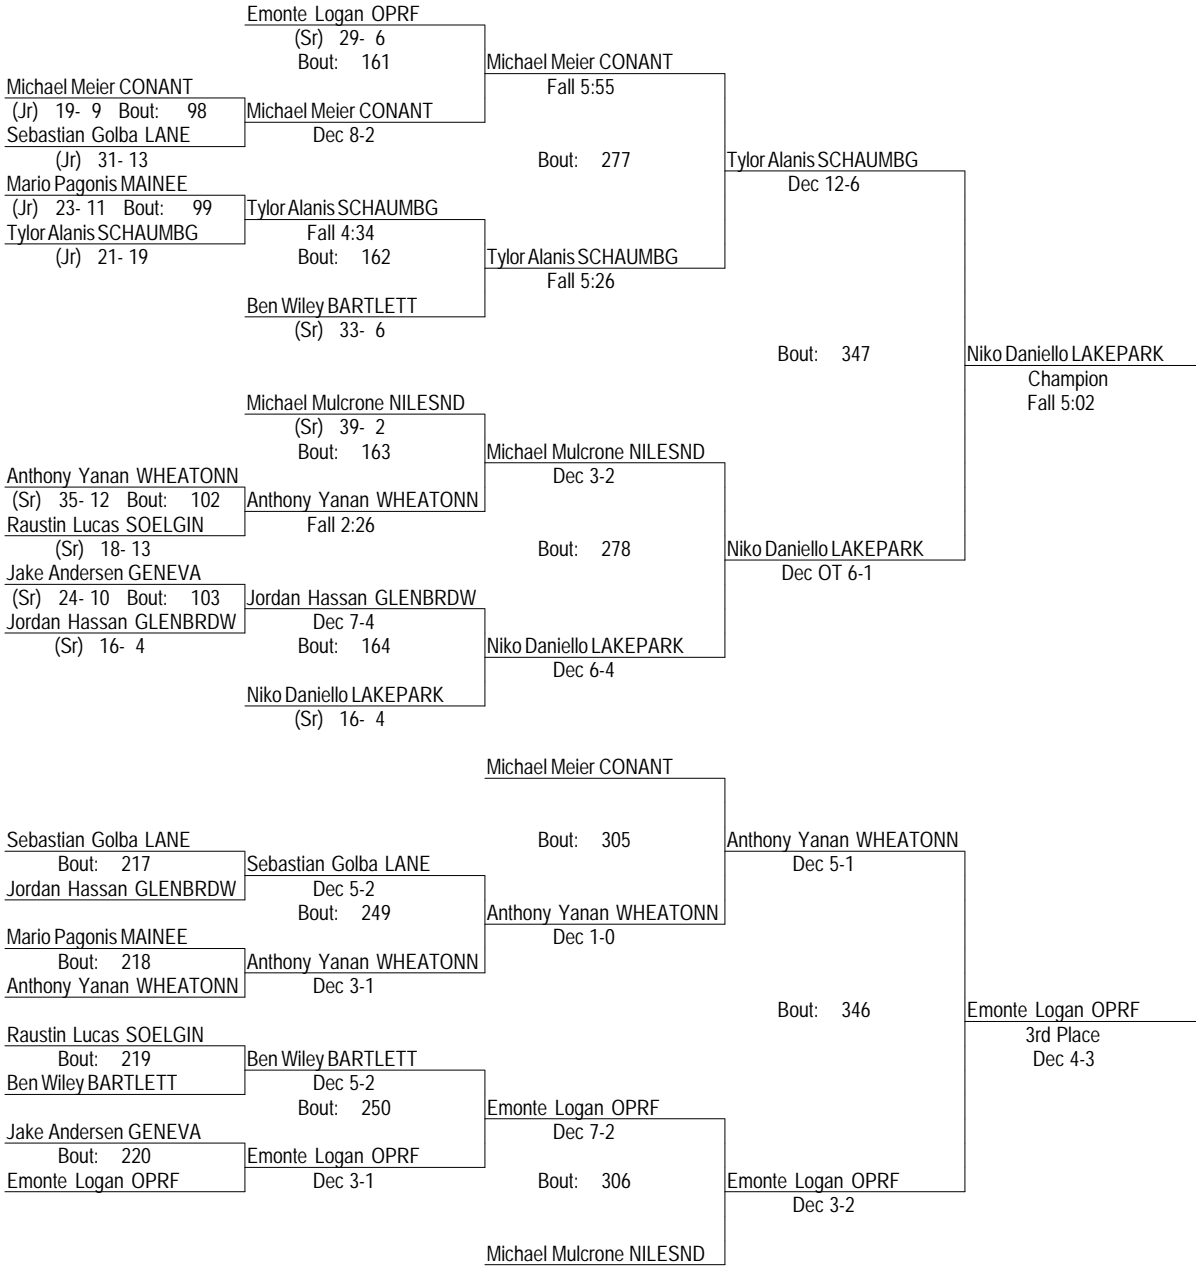 Emonte Logan OPRF
(Sr) 29- 6
Bout: 161
Michael Meier CONANT
Fall 5:55
Michael Meier CONANT
(Jr) 19- 9 Bout: 98
Michael Meier CONANT
Sebastian Golba LANE
Dec 8-2
(Jr) 31- 13
Bout: 277
Tylor Alanis SCHAUMBG
Dec 12-6
Mario Pagonis MAINEE
(Jr) 23- 11 Bout: 99
Tylor Alanis SCHAUMBG
Tylor Alanis SCHAUMBG
Fall 4:34
(Jr) 21- 19
Bout: 162
Tylor Alanis SCHAUMBG
Fall 5:26
Ben Wiley BARTLETT
(Sr) 33- 6
Bout: 347
Niko Daniello LAKEPARK
Champion
Fall 5:02
Michael Mulcrone NILESND
(Sr) 39- 2
Bout: 163
Michael Mulcrone NILESND
Dec 3-2
Anthony Yanan WHEATONN
(Sr) 35- 12 Bout: 102
Anthony Yanan WHEATONN
Raustin Lucas SOELGIN
Fall 2:26
(Sr) 18- 13
Bout: 278
Niko Daniello LAKEPARK
Dec OT 6-1
Jake Andersen GENEVA
(Sr) 24- 10 Bout: 103
Jordan Hassan GLENBRDW
Jordan Hassan GLENBRDW
Dec 7-4
(Sr) 16- 4
Bout: 164
Niko Daniello LAKEPARK
Dec 6-4
Niko Daniello LAKEPARK
(Sr) 16- 4
Michael Meier CONANT
Bout: 305
Anthony Yanan WHEATONN
Dec 5-1
Sebastian Golba LANE
Bout: 217
Sebastian Golba LANE
Jordan Hassan GLENBRDW
Dec 5-2
Bout: 249
Anthony Yanan WHEATONN
Dec 1-0
Mario Pagonis MAINEE
Bout: 218
Anthony Yanan WHEATONN
Anthony Yanan WHEATONN
Dec 3-1
Bout: 346
Emonte Logan OPRF
3rd Place
Dec 4-3
Raustin Lucas SOELGIN
Bout: 219
Ben Wiley BARTLETT
Ben Wiley BARTLETT
Dec 5-2
Bout: 250
Emonte Logan OPRF
Dec 7-2
Jake Andersen GENEVA
Bout: 220
Emonte Logan OPRF
Emonte Logan OPRF
Dec 3-1
Bout: 306
Emonte Logan OPRF
Dec 3-2
Michael Mulcrone NILESND